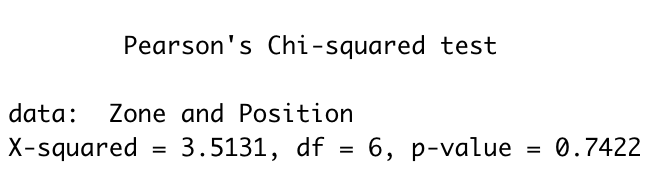 Pearson's Chi-squared test
data:  Zone and Position
X-squared = 3.5131, df = 6, p-value = 0.7422